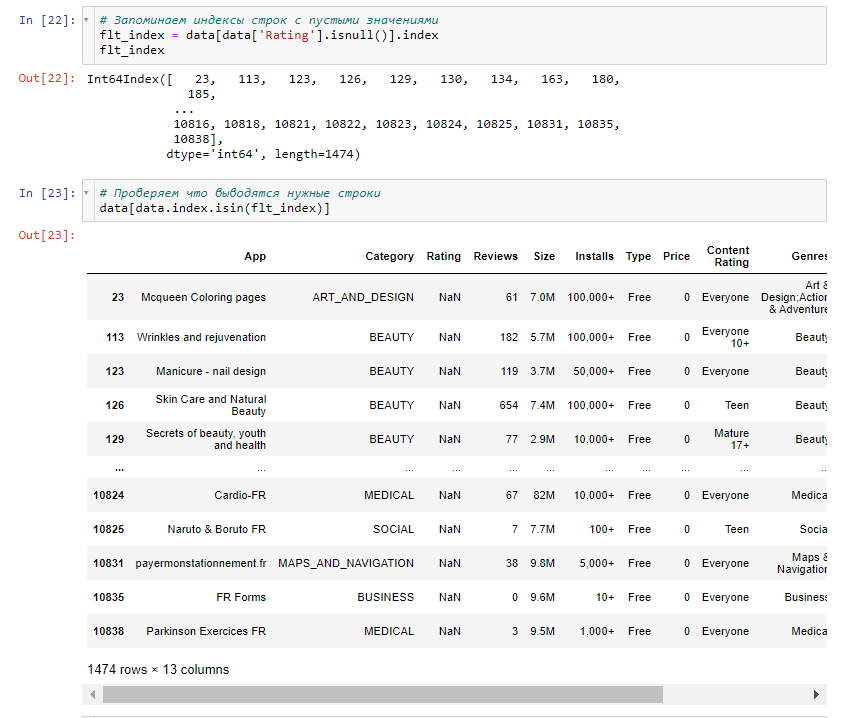 In [22]:
# Запоминаем индексы строк с пустыми значениями
flt_index = data[data['Rating'].isnull()].index
flt_index
Out[22]: Int64Index([   23,   113,   123,   126,   129,   130,   134,   163,   180,
185,
...
10816, 10818, 10821, 10822, 10823, 10824, 10825, 10831, 10835,
10838],
dtype='int64', length=1474)
In [23]:
# Проверяем что выводятся нужные строки
data[data.index.isin(flt_index)]
Out[23]:
App Category Rating Reviews Size Installs Type Price Content Rating Genres
23 Mcqueen Coloring pages ART_AND_DESIGN NaN 61 7.0M 100,000+ Free 0 Everyone Art & Design;Action & Adventure
113 Wrinkles and rejuvenation BEAUTY NaN 182 5.7M 100,000+ Free 0 Everyone 10+ Beauty
123 Manicure - nail design BEAUTY NaN 119 3.7M 50,000+ Free 0 Everyone Beauty
126 Skin Care and Natural Beauty BEAUTY NaN 654 7.4M 100,000+ Free 0 Teen Beauty
129 Secrets of beauty, youth and health BEAUTY NaN 77 2.9M 10,000+ Free 0 Mature 17+ Beauty
... ... ... ... ... ... ... ... ... ... ...
10824 Cardio-FR MEDICAL NaN 67 82M 10,000+ Free 0 Everyone Medica
10825 Naruto & Boruto FR SOCIAL NaN 7 7.7M 100+ Free 0 Teen Socia
10831 payermonstationnement.fr MAPS_AND_NAVIGATION NaN 38 9.8M 5,000+ Free 0 Everyone Maps & Navigation
10835 FR Forms BUSINESS NaN 0 9.6M 10+ Free 0 Everyone Business
10838 Parkinson Exercices FR MEDICAL NaN 3 9.5M 1,000+ Free 0 Everyone Medica
1474 rows × 13 columns